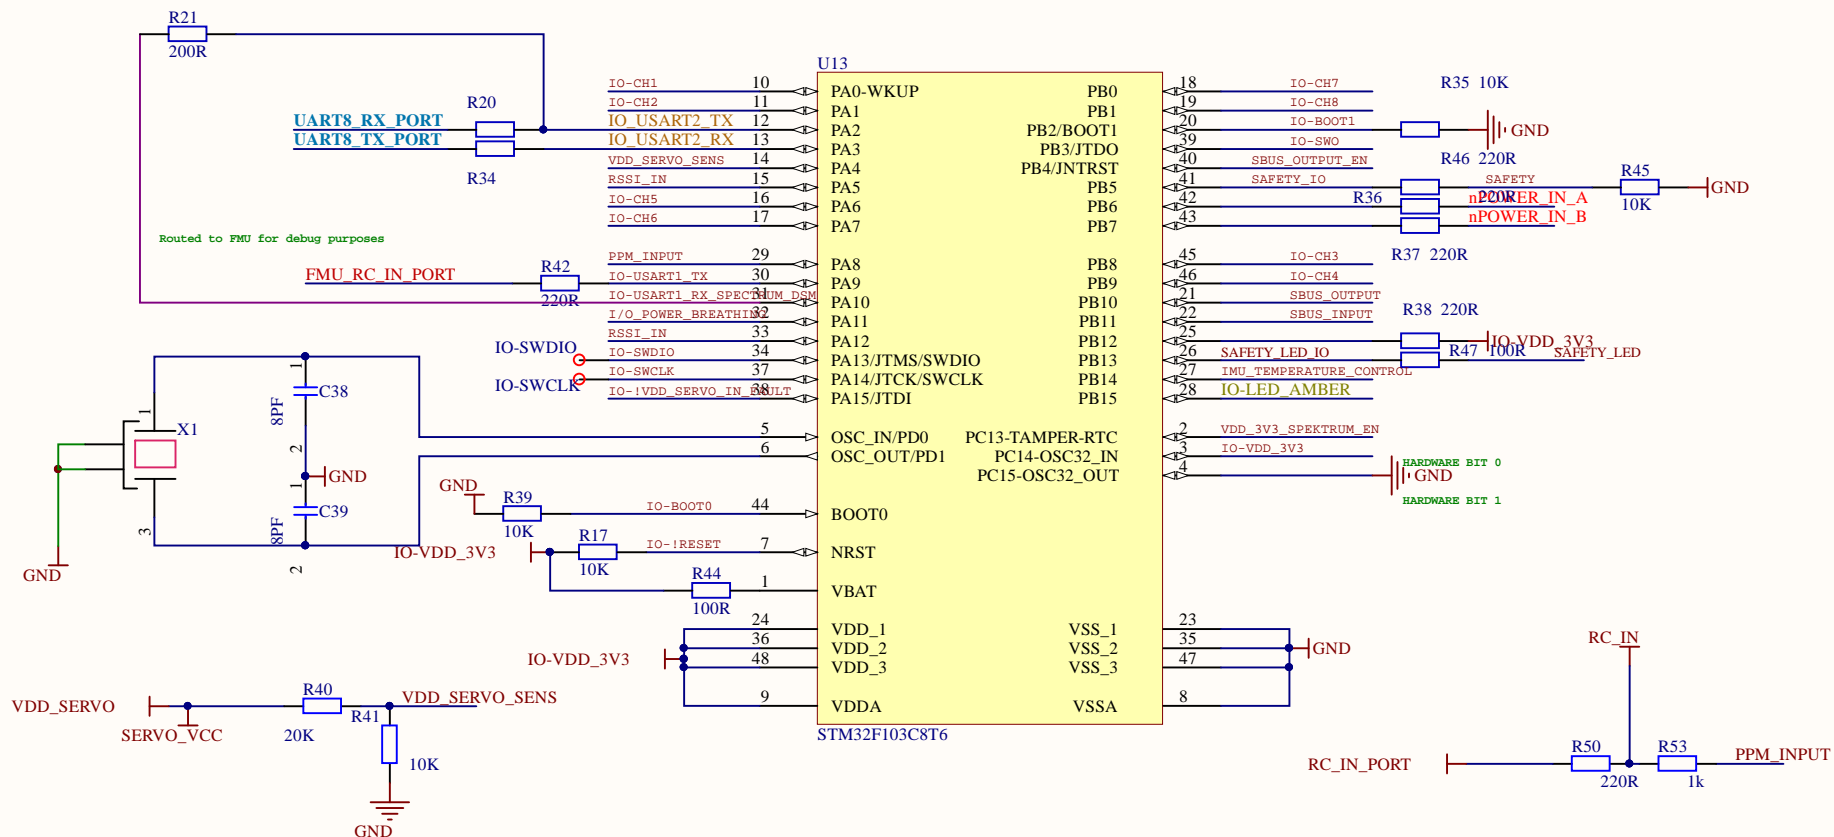 R21
200R
U13
IO-CH1 10 PA0-WKUP PB0 18 IO-CH7 R35 10K
IO-CH2 11 PA1 PB1 19 IO-CH8
R20
UART8_RX_PORT IO_USART2_TX 12 PA2 PB2/BOOT1 20 IO-BOOT1 GND
UART8_TX_PORT IO_USART2_RX 13 PA3 PB3/JTDO 39 IO-SWO
VDD_SERVO_SENS 14 PA4 PB4/JNTRST 40 SBUS_OUTPUT_EN R46 220R
R34
RSSI_IN 15 PA5 PB5 41 SAFETY_IO SAFETY R45 GND
10K
IO-CH5 16 PA6 PB6 42 R36 220R nPOWER_IN_A
IO-CH6 17 PA7 PB7 43 nPOWER_IN_B
Routed to FMU for debug purposes
R37 220R
PPM_INPUT 29 PA8 PB8 45 IO-CH3
FMU_RC_IN_PORT R42 IO-USART1_TX 30 PA9 PB9 46 IO-CH4
220R IO-USART1_RX_SPECTRUM_DSM 31 PA10 PB10 21 SBUS_OUTPUT
I/O_POWER_BREATHING 32 PA11 PB11 22 SBUS_INPUT R38 220R
RSSI_IN 33 PA12 PB12 25 IO-VDD_3V3
IO-SWDIO IO-SWDIO 34 PA13/JTMS/SWDIO PB13 26 SAFETY_LED_IO R47 100R SAFETY_LED
IO-SWCLK IO-SWCLK 37 PA14/JTCK/SWCLK PB14 27 IMU_TEMPERATURE_CONTROL
IO-!VDD_SERVO_IN_FAULT 38 PA15/JTDI PB15 28 IO-LED_AMBER
1 C38
8PF
2
1 X1
3
5 OSC_IN/PD0 PC13-TAMPER-RTC 2 VDD_3V3_SPEKTRUM_EN
6 OSC_OUT/PD1 PC14-OSC32_IN 3 IO-VDD_3V3
HARDWARE BIT 0
PC15-OSC32_OUT 4 GND
HARDWARE BIT 1
GND
1 C39
8PF
2
GND
GND
R39 IO-BOOT0 44 BOOT0
10K
IO-VDD_3V3 R17 IO-!RESET 7 NRST
10K
R44 1 VBAT
100R
24 VDD_1 VSS_1 23
36 VDD_2 VSS_2 35 GND
IO-VDD_3V3 48 VDD_3 VSS_3 47
9 VDDA VSSA 8
STM32F103C8T6
VDD_SERVO R40 VDD_SERVO_SENS
SERVO_VCC 20K R41
10K
GND
RC_IN
RC_IN_PORT R50 R53 PPM_INPUT
220R 1k